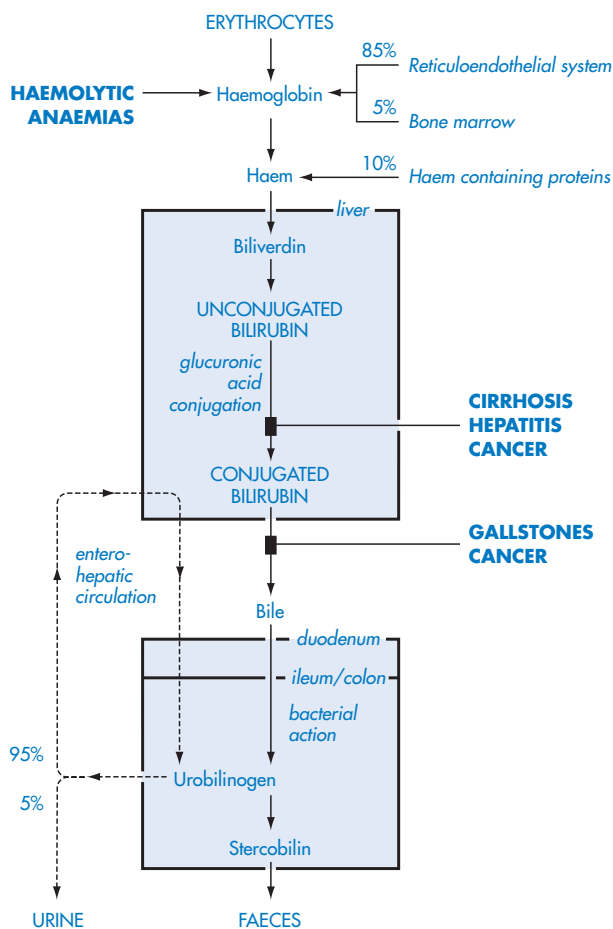 ERYTHROCYTES
85%
Reticuloendothelial system
HAEMOLYTIC
ANAEMIAS
Haemoglobin
5%
Bone marrow
10%
Haem
Haem containing proteins
liver
Biliverdin
UNCONJUGATED
BILIRUBIN
glucuronic
acid
conjugation
CIRRHOSIS
HEPATITIS
CANCER
CONJUGATED
BILIRUBIN
GALLSTONES
CANCER
entero-
hepatic
circulation
Bile
duodenum
ileum/colon
bacterial
action
95%
Urobilinogen
5%
Stercobilin
URINE
FAECES